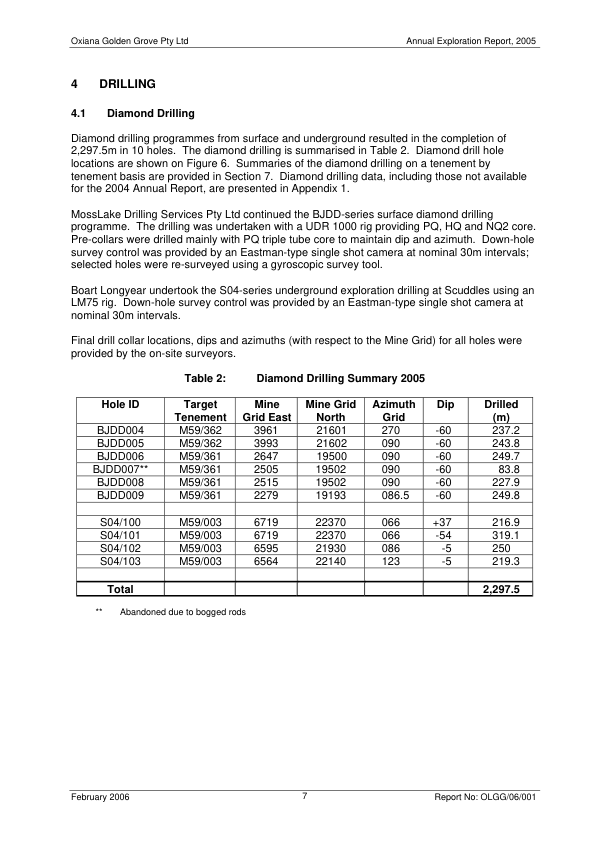 Oxiana Golden Grove Pty Ltd Annual Exploration Report, 2005
4 DRILLING
4.1 Diamond Drilling
Diamond drilling programmes from surface and underground resulted in the completion of
2,297.5m in 10 holes. The diamond drilling is summarised in Table 2. Diamond drill hole
locations are shown on Figure 6. Summaries of the diamond drilling on a tenement by
tenement basis are provided in Section 7. Diamond drilling data, including those not available
for the 2004 Annual Report, are presented in Appendix 1.
MossLake Drilling Services Pty Ltd continued the BJDD-series surface diamond drilling
programme. The drilling was undertaken with a UDR 1000 rig providing PQ, HQ and NQ2 core.
Pre-collars were drilled mainly with PQ triple tube core to maintain dip and azimuth. Down-hole
survey control was provided by an Eastman-type single shot camera at nominal 30m intervals;
selected holes were re-surveyed using a gyroscopic survey tool.
Boart Longyear undertook the S04-series underground exploration drilling at Scuddles using an
LM75 rig. Down-hole survey control was provided by an Eastman-type single shot camera at
nominal 30m intervals.
Final drill collar locations, dips and azimuths (with respect to the Mine Grid) for all holes were
provided by the on-site surveyors.
Table 2: Diamond Drilling Summary 2005
Hole ID Target Mine Mine Grid Azimuth Dip Drilled
Tenement Grid East North Grid (m)
BJDD004 M59/362 3961 21601 270 -60 237.2
BJDD005 M59/362 3993 21602 090 -60 243.8
BJDD006 M59/361 2647 19500 090 -60 249.7
BJDD007** M59/361 2505 19502 090 -60 83.8
BJDD008 M59/361 2515 19502 090 -60 227.9
BJDD009 M59/361 2279 19193 086.5 -60 249.8
S04/100 M59/003 6719 22370 066 +37 216.9
S04/101 M59/003 6719 22370 066 -54 319.1
S04/102 M59/003 6595 21930 086 -5 250
S04/103 M59/003 6564 22140 123 -5 219.3
Total 2,297.5
** Abandoned due to bogged rods
February 2006 7 Report No: OLGG/06/001